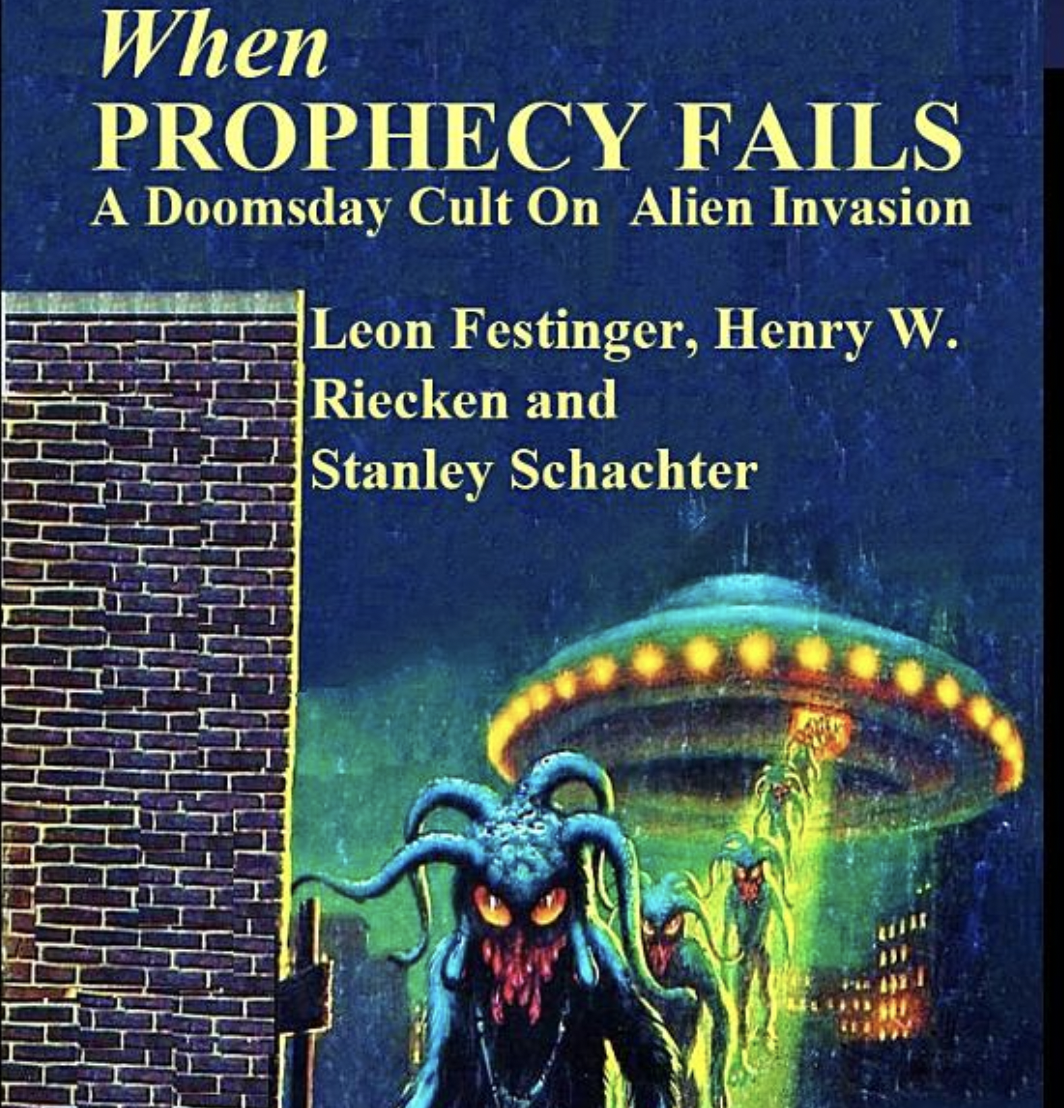 When
PROPHECY FAILS
A Doomsday Cult On Alien Invasion
Leon Festinger, Henry W.
Riecken and
Stanley Schachter